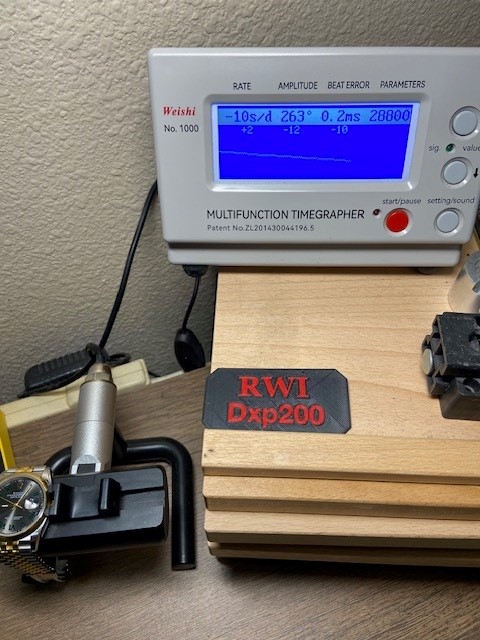 RATE AMPLITUDE BEAT ERROR PARAMETERS
Weishi
No. 1000
-10s/d 263° 0.2ms 28800
+2 -12 -10
sig. value
start/pause setting/sound
MULTIFUNCTION TIMEGRAPHER
Patent No.ZL201430044196.5
RWI
Dxp200